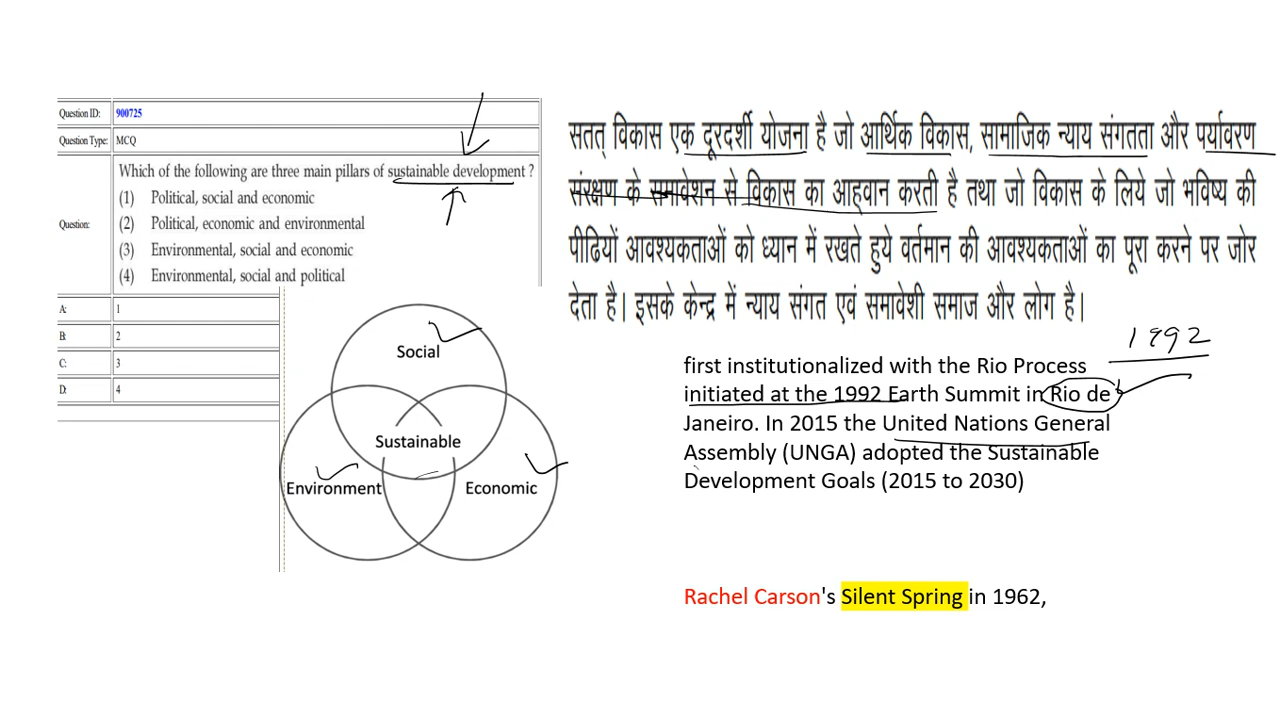 Question ID: 900725
Question Type: MCQ
Question:
Which of the following are three main pillars of sustainable development ?
(1) Political, social and economic
(2) Political, economic and environmental
(3) Environmental, social and economic
(4) Environmental, social and political
A: 1
B: 2
C: 3
D: 4
Social
Sustainable
Environment Economic
सतत् विकास एक दूरदर्शी योजना है जो आर्थिक विकास, सामाजिक न्याय संगतता और पर्यावरण
संरक्षण के समावेशन से विकास का आहवान करती है तथा जो विकास के लिये जो भविष्य की
पीढियों आवश्यकताओं को ध्यान में रखते हुये वर्तमान की आवश्यकताओं का पूरा करने पर जोर
देता है। इसके केन्द्र में न्याय संगत एवं समावेशी समाज और लोग है।
1992
first institutionalized with the Rio Process
initiated at the 1992 Earth Summit in Rio de
Janeiro. In 2015 the United Nations General
Assembly (UNGA) adopted the Sustainable
Development Goals (2015 to 2030)
Rachel Carson's Silent Spring in 1962,